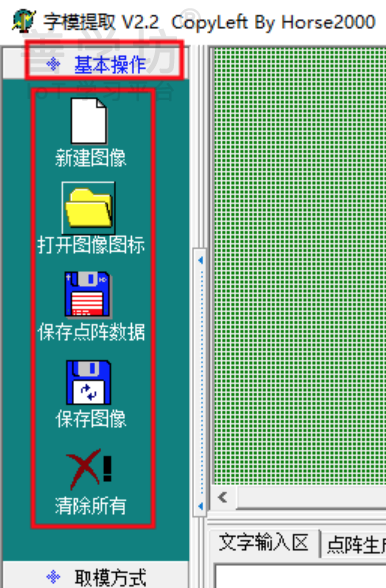 字模提取 V2.2 CopyLeft By Horse2000
基本操作
新建图像
打开图像图标
保存点阵数据
保存图像
清除所有
取模方式
文字输入区
点阵生